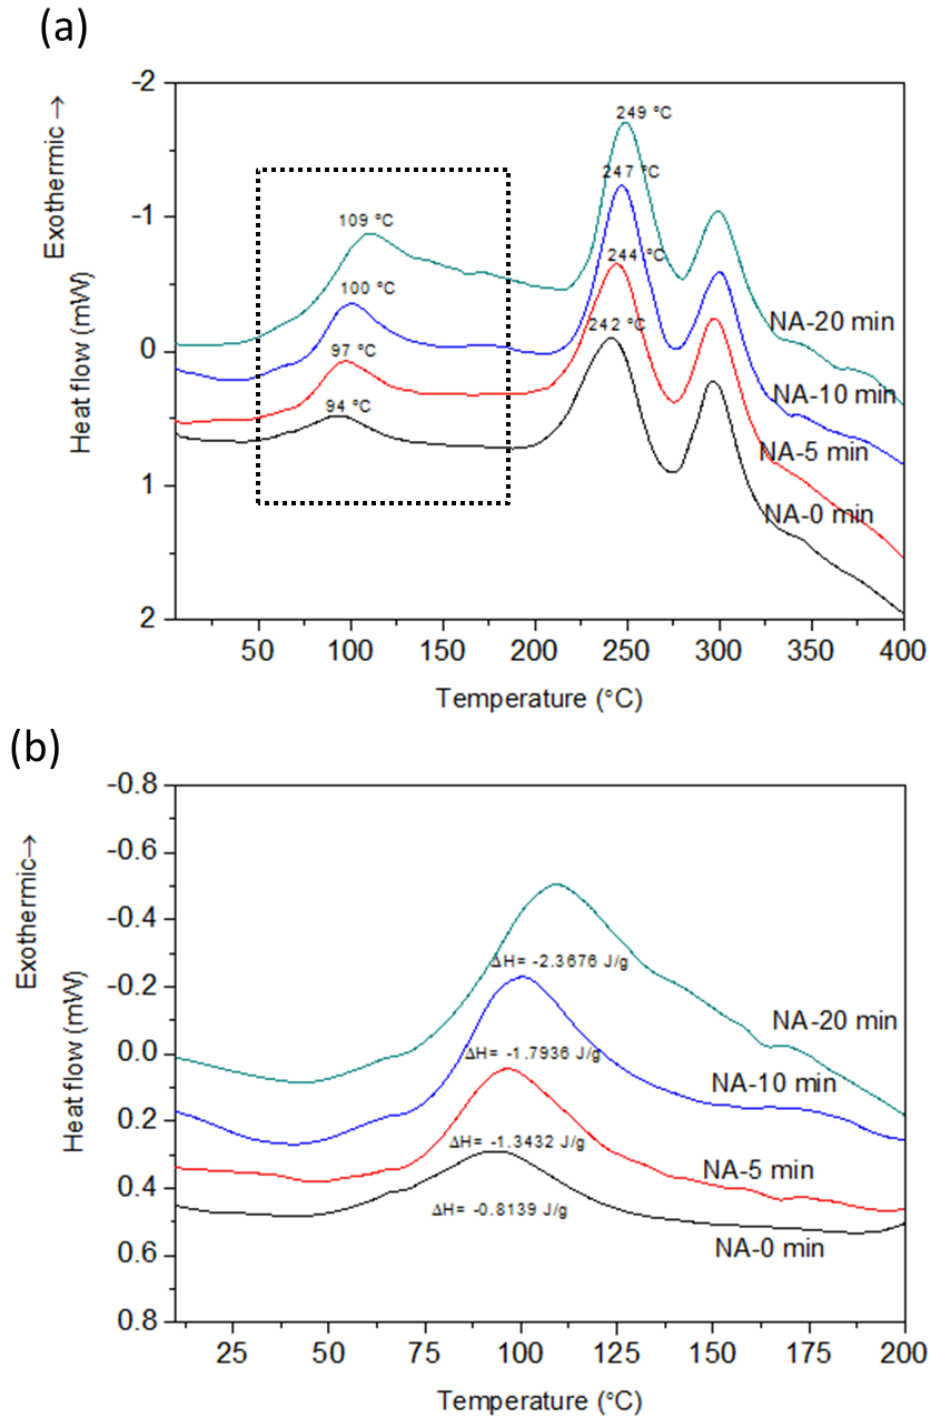 (a)
-2
-1
0
1
2
Exothermic →
Heat flow (mW)
249 °C
247 °C
244 °C
242 °C
109 °C
100 °C
97 °C
94 °C
NA-20 min
NA-10 min
NA-5 min
NA-0 min
50 100 150 200 250 300 350 400
Temperature (°C)
(b)
-0.8
-0.6
-0.4
-0.2
0.0
0.2
0.4
0.6
0.8
Exothermic→
Heat flow (mW)
ΔH= -2.3676 J/g
ΔH= -1.7936 J/g
ΔH= -1.3432 J/g
ΔH= -0.8139 J/g
NA-20 min
NA-10 min
NA-5 min
NA-0 min
25 50 75 100 125 150 175 200
Temperature (°C)